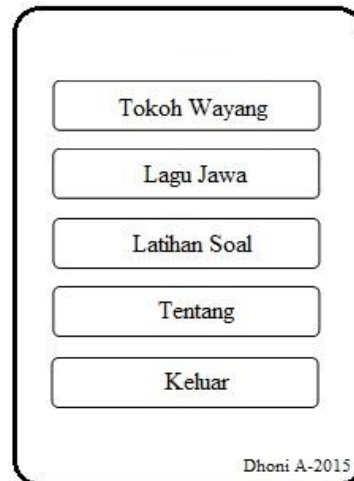 Tokoh Wayang
Lagu Jawa
Latihan Soal
Tentang
Keluar
Dhoni A-2015